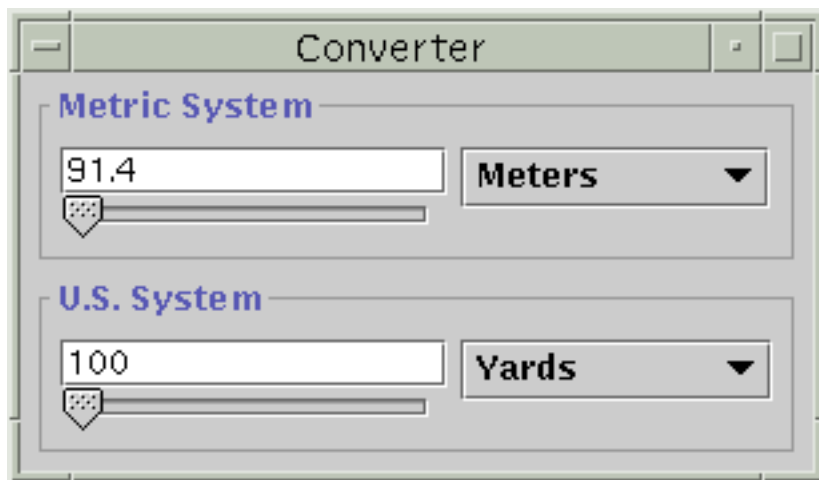 Converter
Metric System
91.4 Meters
U.S. System
100 Yards